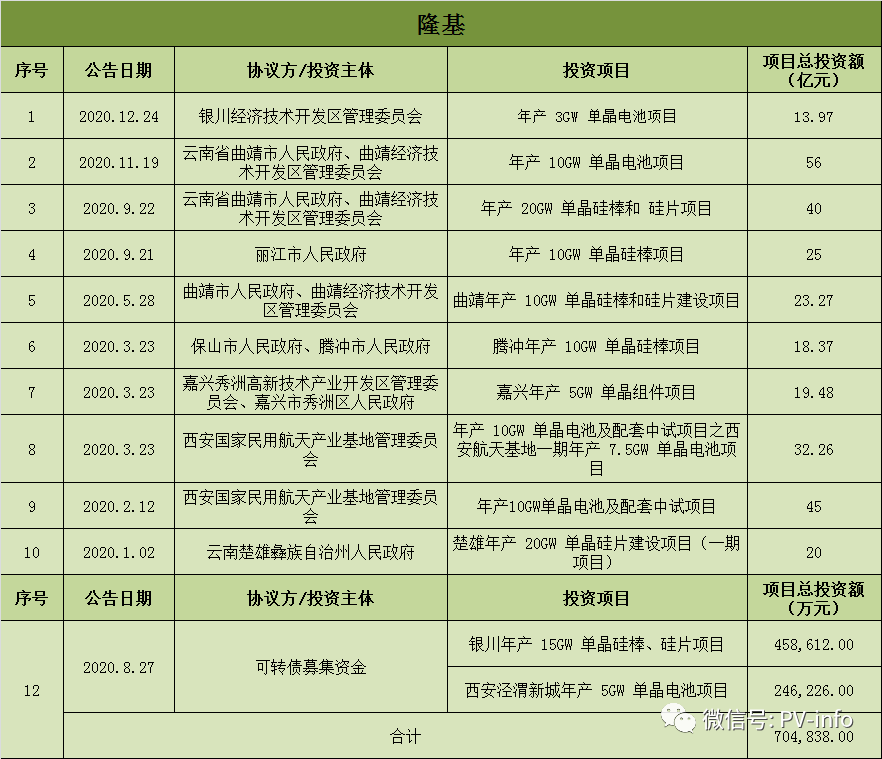 隆基
序号 公告日期 协议方/投资主体 投资项目 项目总投资额
（亿元）
1 2020.12.24 银川经济技术开发区管理委员会 年产 3GW 单晶电池项目 13.97
2 2020.11.19 云南省曲靖市人民政府、曲靖经济技
术开发区管理委员会 年产 10GW 单晶电池项目 56
3 2020.9.22 云南省曲靖市人民政府、曲靖经济技
术开发区管理委员会 年产 20GW 单晶硅棒和 硅片项目 40
4 2020.9.21 丽江市人民政府 年产 10GW 单晶硅棒项目 25
5 2020.5.28 曲靖市人民政府、曲靖经济技术开发
区管理委员会 曲靖年产 10GW 单晶硅棒和硅片建设项目 23.27
6 2020.3.23 保山市人民政府、腾冲市人民政府 腾冲年产 10GW 单晶硅棒项目 18.37
7 2020.3.23 嘉兴秀洲高新技术产业开发区管理委
员会、嘉兴市秀洲区人民政府 嘉兴年产 5GW 单晶组件项目 19.48
8 2020.3.23 西安国家民用航天产业基地管理委员
会 年产 10GW 单晶电池及配套中试项目之西
安航天基地一期年产 7.5GW 单晶电池项
目 32.26
9 2020.2.12 西安国家民用航天产业基地管理委员
会 年产10GW单晶电池及配套中试项目 45
10 2020.1.02 云南楚雄彝族自治州人民政府 楚雄年产 20GW 单晶硅片建设项目（一期
项目） 20
序号 公告日期 协议方/投资主体 投资项目 项目总投资额
（万元）
12 2020.8.27 可转债募集资金 银川年产 15GW 单晶硅棒、硅片项目 458,612.00
西安泾渭新城年产 5GW 单晶电池项目 246,226.00
合计 704,838.00
微信号: PV-info